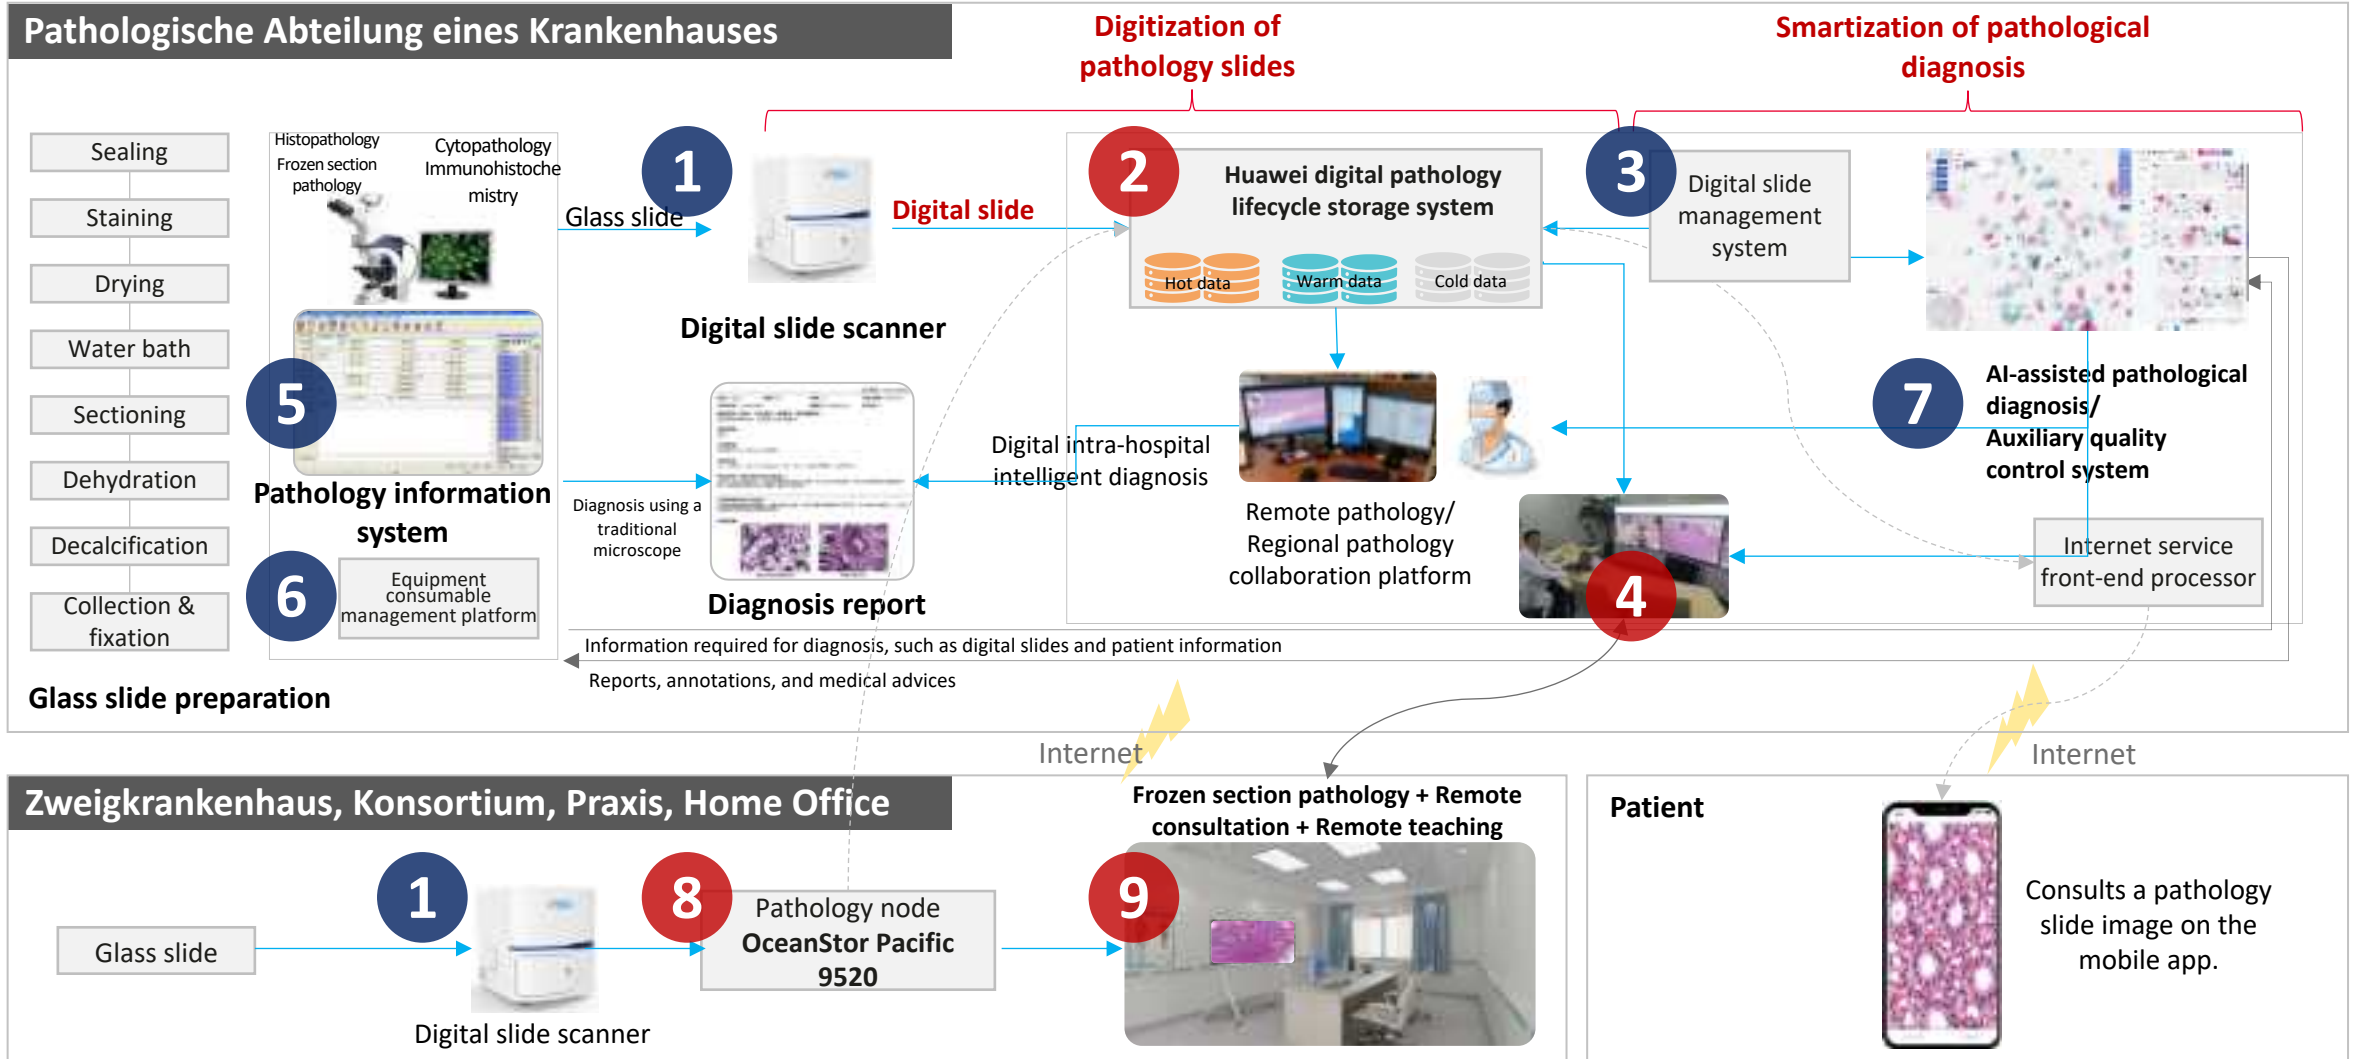 Pathologische Abteilung eines Krankenhauses
Digitization of
pathology slides
Smartization of pathological
diagnosis
Sealing
Staining
Drying
Water bath
Sectioning
Dehydration
Decalcification
Collection &
fixation
Glass slide preparation
Histopathology
Frozen section
pathology
Cytopathology
Immunohistoche
mistry
5
Pathology information
system
6
Equipment
consumable
management platform
1
Glass slide
Digital slide scanner
Digital slide
Diagnosis using a
traditional
microscope
Diagnosis report
2
Huawei digital pathology
lifecycle storage system
Hot data
Warm data
Cold data
Digital intra-hospital
intelligent diagnosis
Remote pathology/
Regional pathology
collaboration platform
3
Digital slide
management
system
4
7
AI-assisted pathological
diagnosis/
Auxiliary quality
control system
Internet service
front-end processor
Information required for diagnosis, such as digital slides and patient information
Reports, annotations, and medical advices
Internet
Internet
Zweigkrankenhaus, Konsortium, Praxis, Home Office
Glass slide
1
Digital slide scanner
8
Pathology node
OceanStor Pacific
9520
Frozen section pathology + Remote
consultation + Remote teaching
9
Patient
Consults a pathology
slide image on the
mobile app.